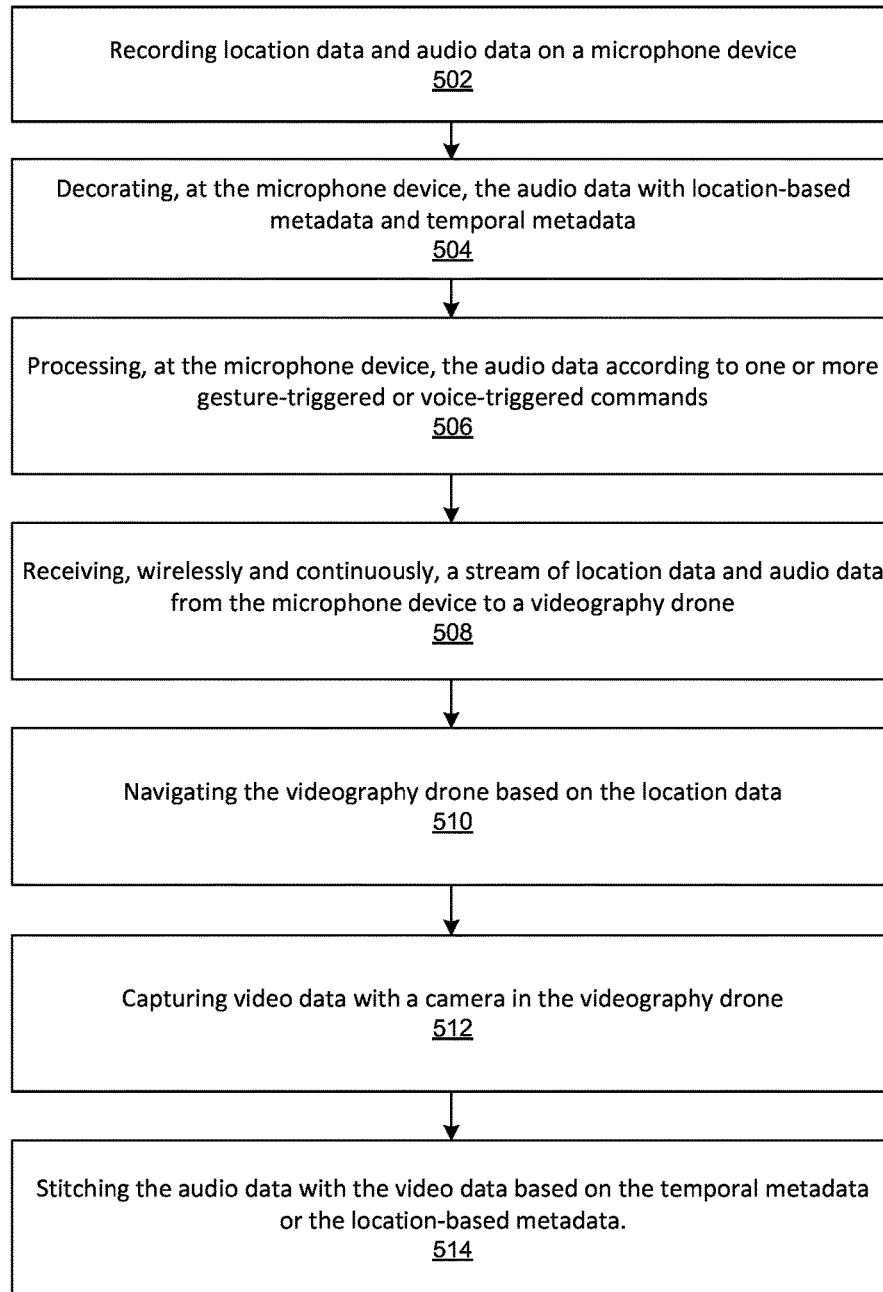 Recording location data and audio data on a microphone device
502
Decorating, at the microphone device, the audio data with location-based
metadata and temporal metadata
504
Processing, at the microphone device, the audio data according to one or more
gesture-triggered or voice-triggered commands
506
Receiving, wirelessly and continuously, a stream of location data and audio data
from the microphone device to a videography drone
508
Navigating the videography drone based on the location data
510
Capturing video data with a camera in the videography drone
512
Stitching the audio data with the video data based on the temporal metadata
or the location-based metadata.
514